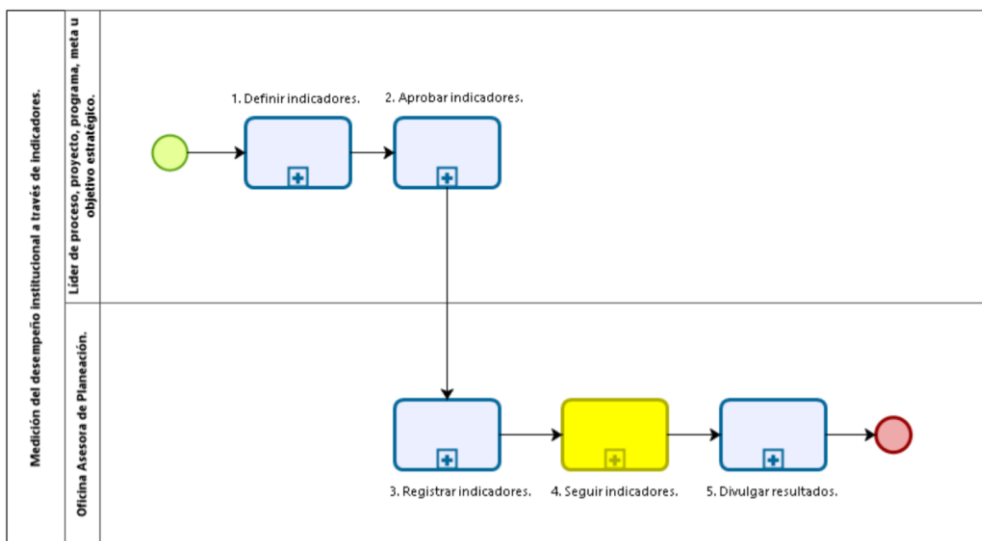 Medición del desempeño institucional a través de indicadores.
Líder de proceso, proyecto, programa, meta u
objetivo estratégico.
1. Definir indicadores.
2. Aprobar indicadores.
Oficina Asesora de Planeación.
3. Registrar indicadores.
4. Seguir indicadores.
5. Divulgar resultados.